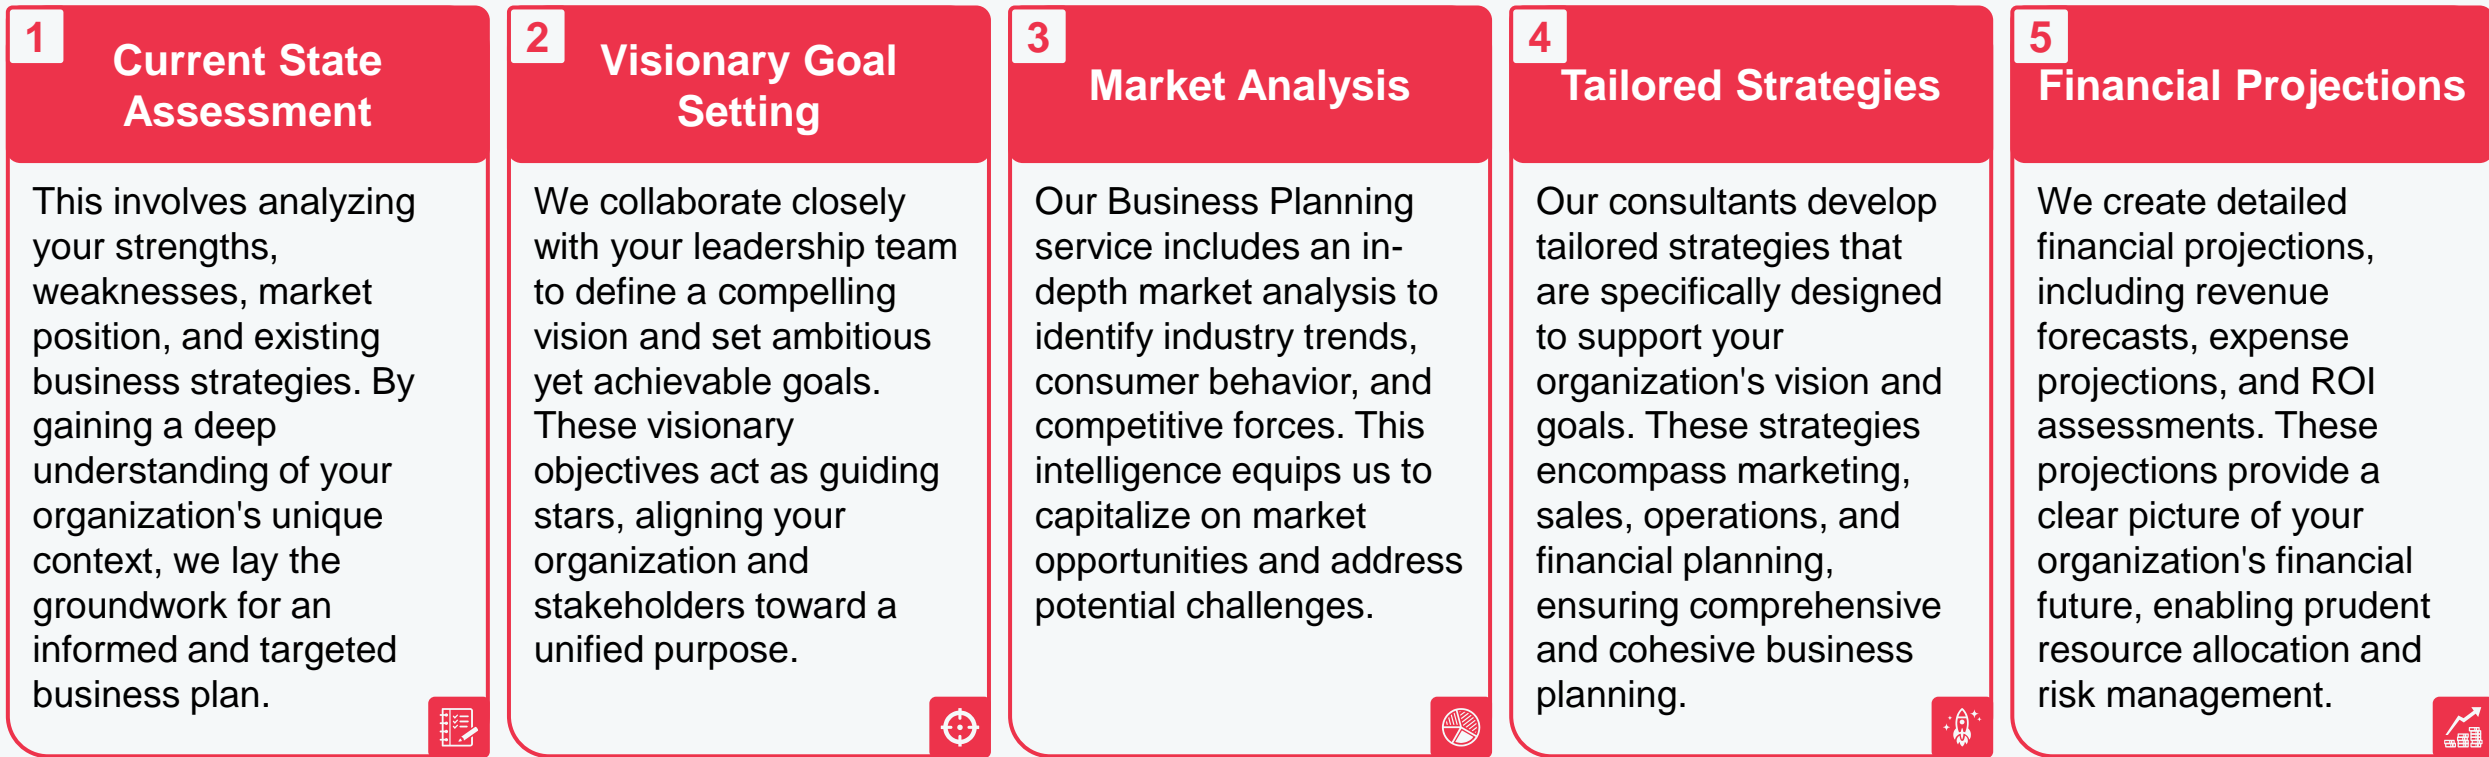 1
Current State
Assessment
This involves analyzing
your strengths,
weaknesses, market
position, and existing
business strategies. By
gaining a deep
understanding of your
organization's unique
context, we lay the
groundwork for an
informed and targeted
business plan.
2
Visionary Goal
Setting
We collaborate closely
with your leadership team
to define a compelling
vision and set ambitious
yet achievable goals.
These visionary
objectives act as guiding
stars, aligning your
organization and
stakeholders toward a
unified purpose.
3
Market Analysis
Our Business Planning
service includes an in-
depth market analysis to
identify industry trends,
consumer behavior, and
competitive forces. This
intelligence equips us to
capitalize on market
opportunities and address
potential challenges.
4
Tailored Strategies
Our consultants develop
tailored strategies that
are specifically designed
to support your
organization's vision and
goals. These strategies
encompass marketing,
sales, operations, and
financial planning,
ensuring comprehensive
and cohesive business
planning.
5
Financial Projections
We create detailed
financial projections,
including revenue
forecasts, expense
projections, and ROI
assessments. These
projections provide a
clear picture of your
organization's financial
future, enabling prudent
resource allocation and
risk management.